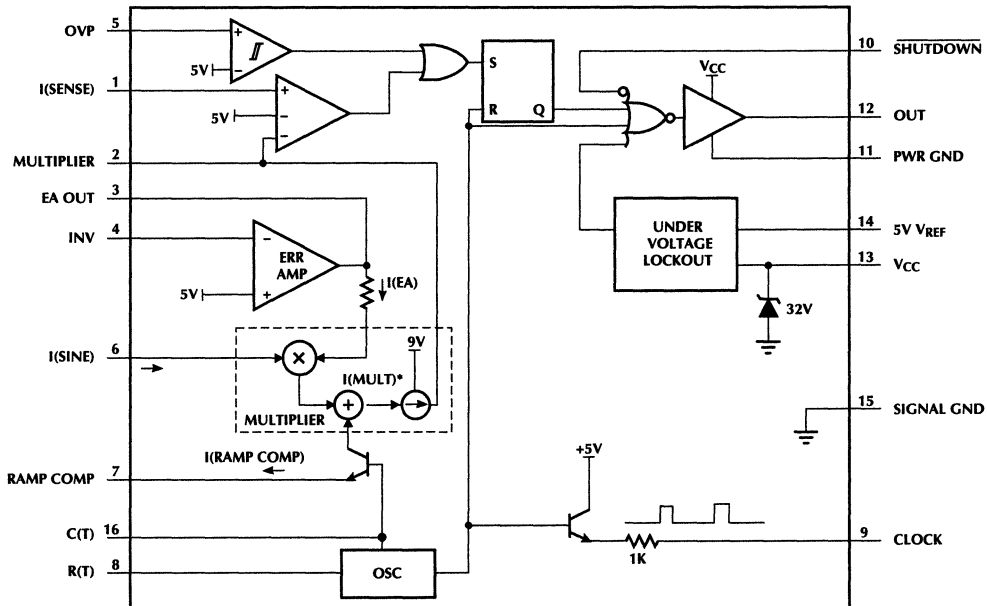 OVP 5
+
−
5V
I(SENSE) 1
+
5V
−
−
MULTIPLIER 2
EA OUT 3
INV 4
−
ERR
AMP
5V
+
I(EA)
I(SINE) 6
×
9V
I(MULT)*
+
MULTIPLIER
I(RAMP COMP)
RAMP COMP 7
C(T) 16
R(T) 8
OSC
S
R Q
VCC
10 SHUTDOWN
12 OUT
11 PWR GND
UNDER
VOLTAGE
LOCKOUT
14 5V VREF
13 VCC
32V
15 SIGNAL GND
+5V
1K
9 CLOCK